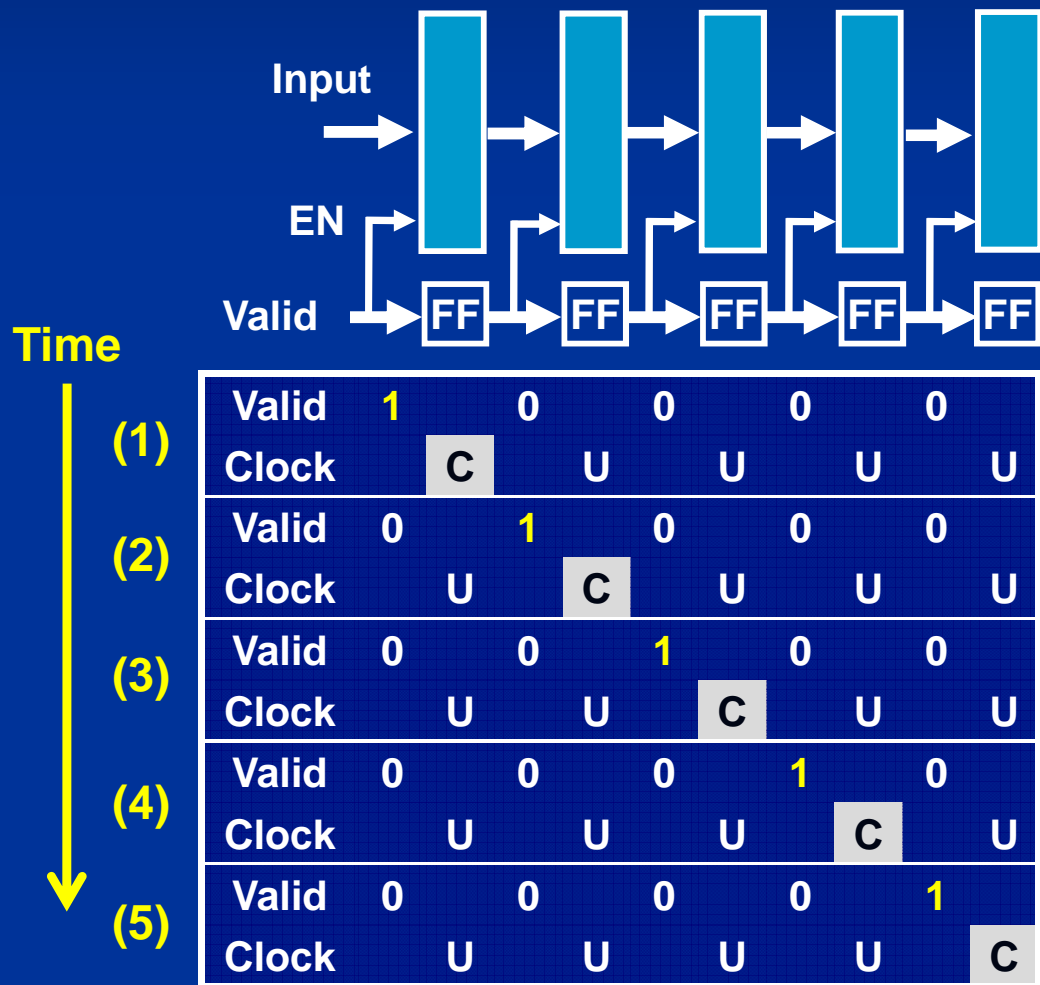 Input
EN
Valid FF FF FF FF FF
Time
(1)
Valid 1 0 0 0 0
Clock C U U U U
(2)
Valid 0 1 0 0 0
Clock U C U U U
(3)
Valid 0 0 1 0 0
Clock U U C U U
(4)
Valid 0 0 0 1 0
Clock U U U C U
(5)
Valid 0 0 0 0 1
Clock U U U U C